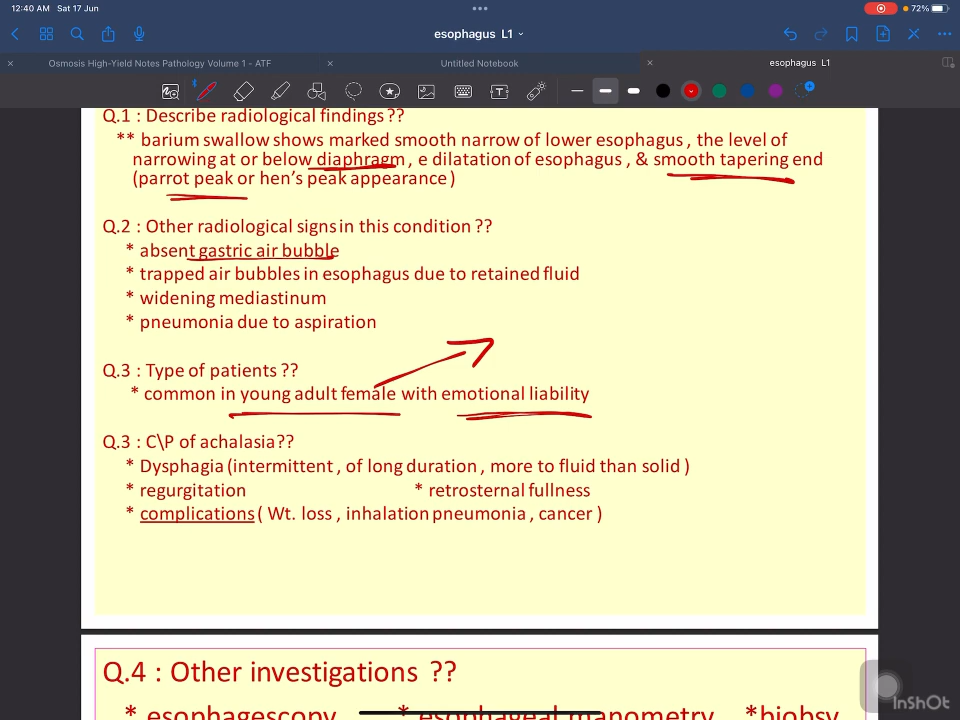 12:40 AM Sat 17 Jun
72%
esophagus L1
Osmosis High-Yield Notes Pathology Volume 1 - ATF
Untitled Notebook
esophagus L1
Q.1 : Describe radiological findings ??
** barium swallow shows marked smooth narrow of lower esophagus , the level of
narrowing at or below diaphragm , e dilatation of esophagus , & smooth tapering end
(parrot peak or hen's peak appearance )
Q.2 : Other radiological signs in this condition ??
* absent gastric air bubble
* trapped air bubbles in esophagus due to retained fluid
* widening mediastinum
* pneumonia due to aspiration
Q.3 : Type of patients ??
* common in young adult female with emotional liability
Q.3 : C\P of achalasia??
* Dysphagia (intermittent , of long duration , more to fluid than solid )
* regurgitation * retrosternal fullness
* complications ( Wt. loss , inhalation pneumonia , cancer )
Q.4 : Other investigations ??
* esophagescopy * esophageal manometry *biobsy
InShOt